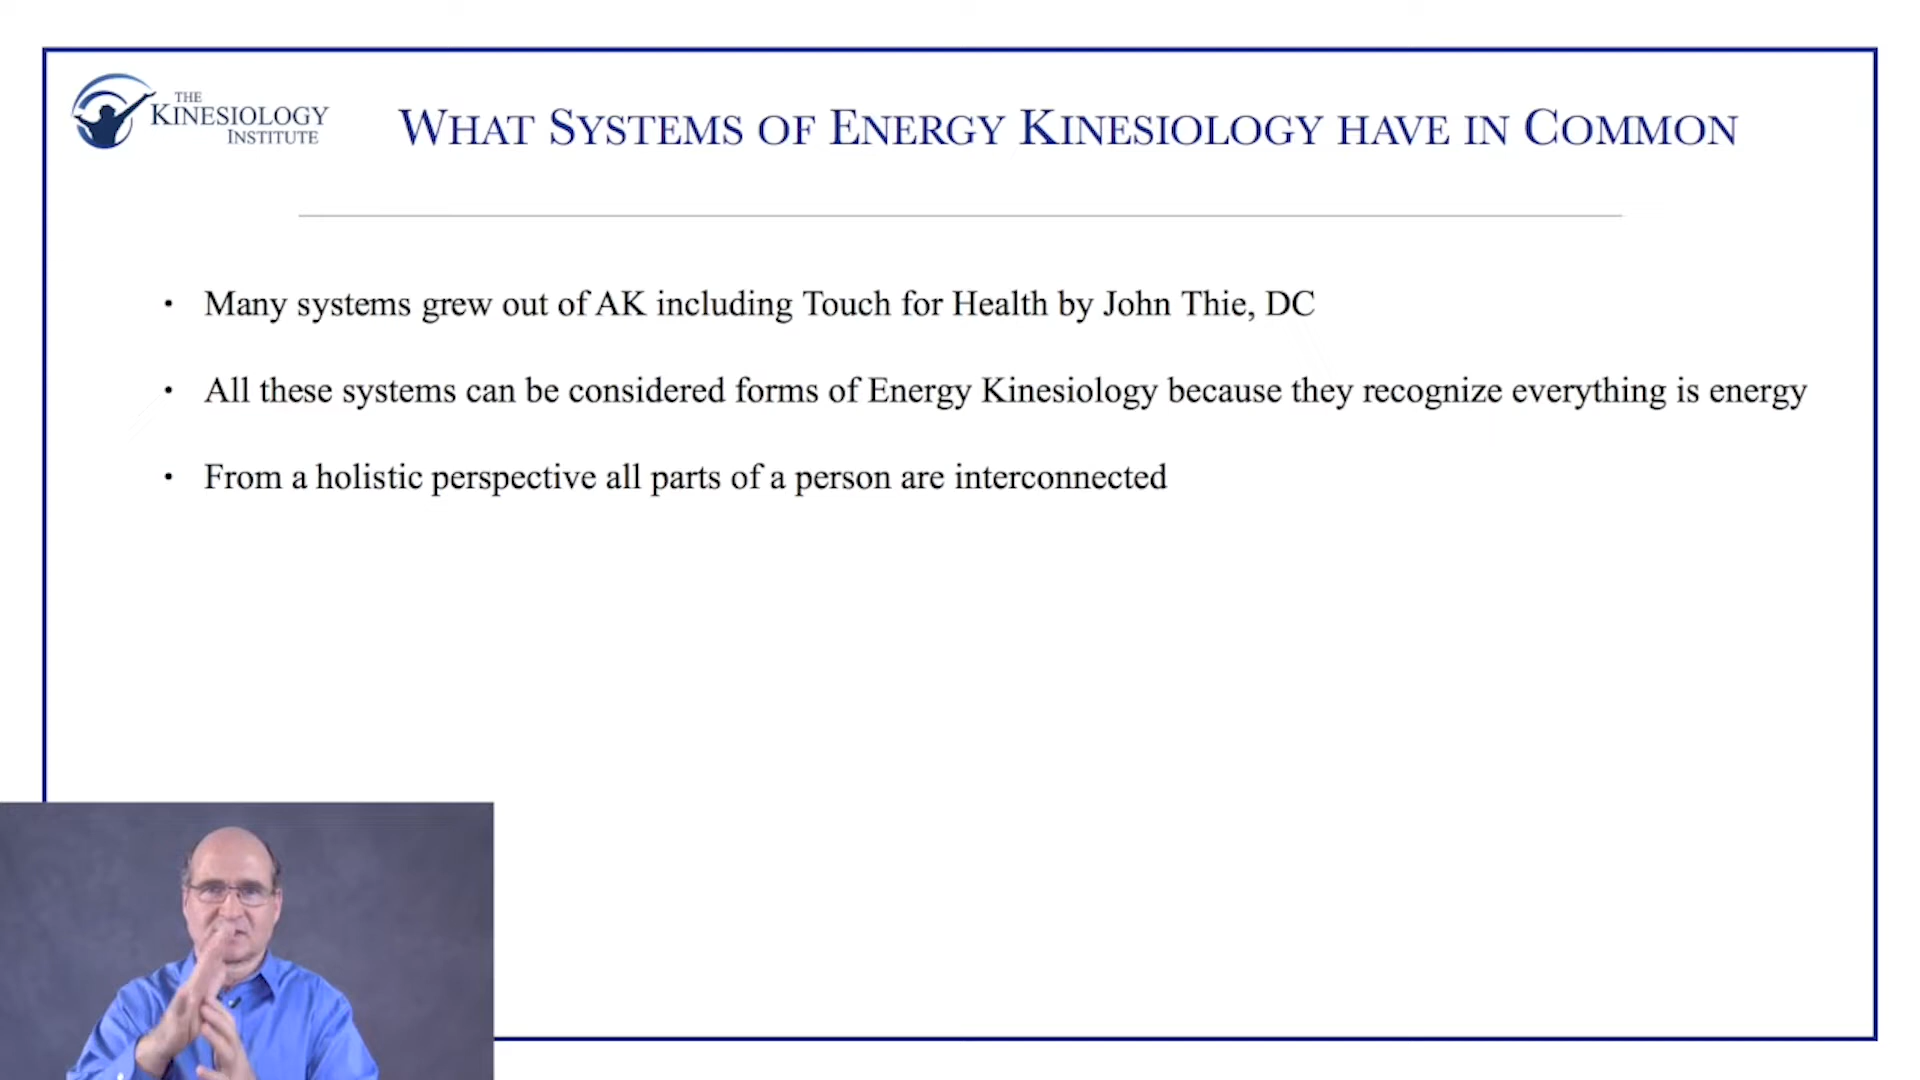 THE
KINESIOLOGY
INSTITUTE
WHAT SYSTEMS OF ENERGY KINESIOLOGY HAVE IN COMMON
• Many systems grew out of AK including Touch for Health by John Thie, DC
• All these systems can be considered forms of Energy Kinesiology because they recognize everything is energy
• From a holistic perspective all parts of a person are interconnected